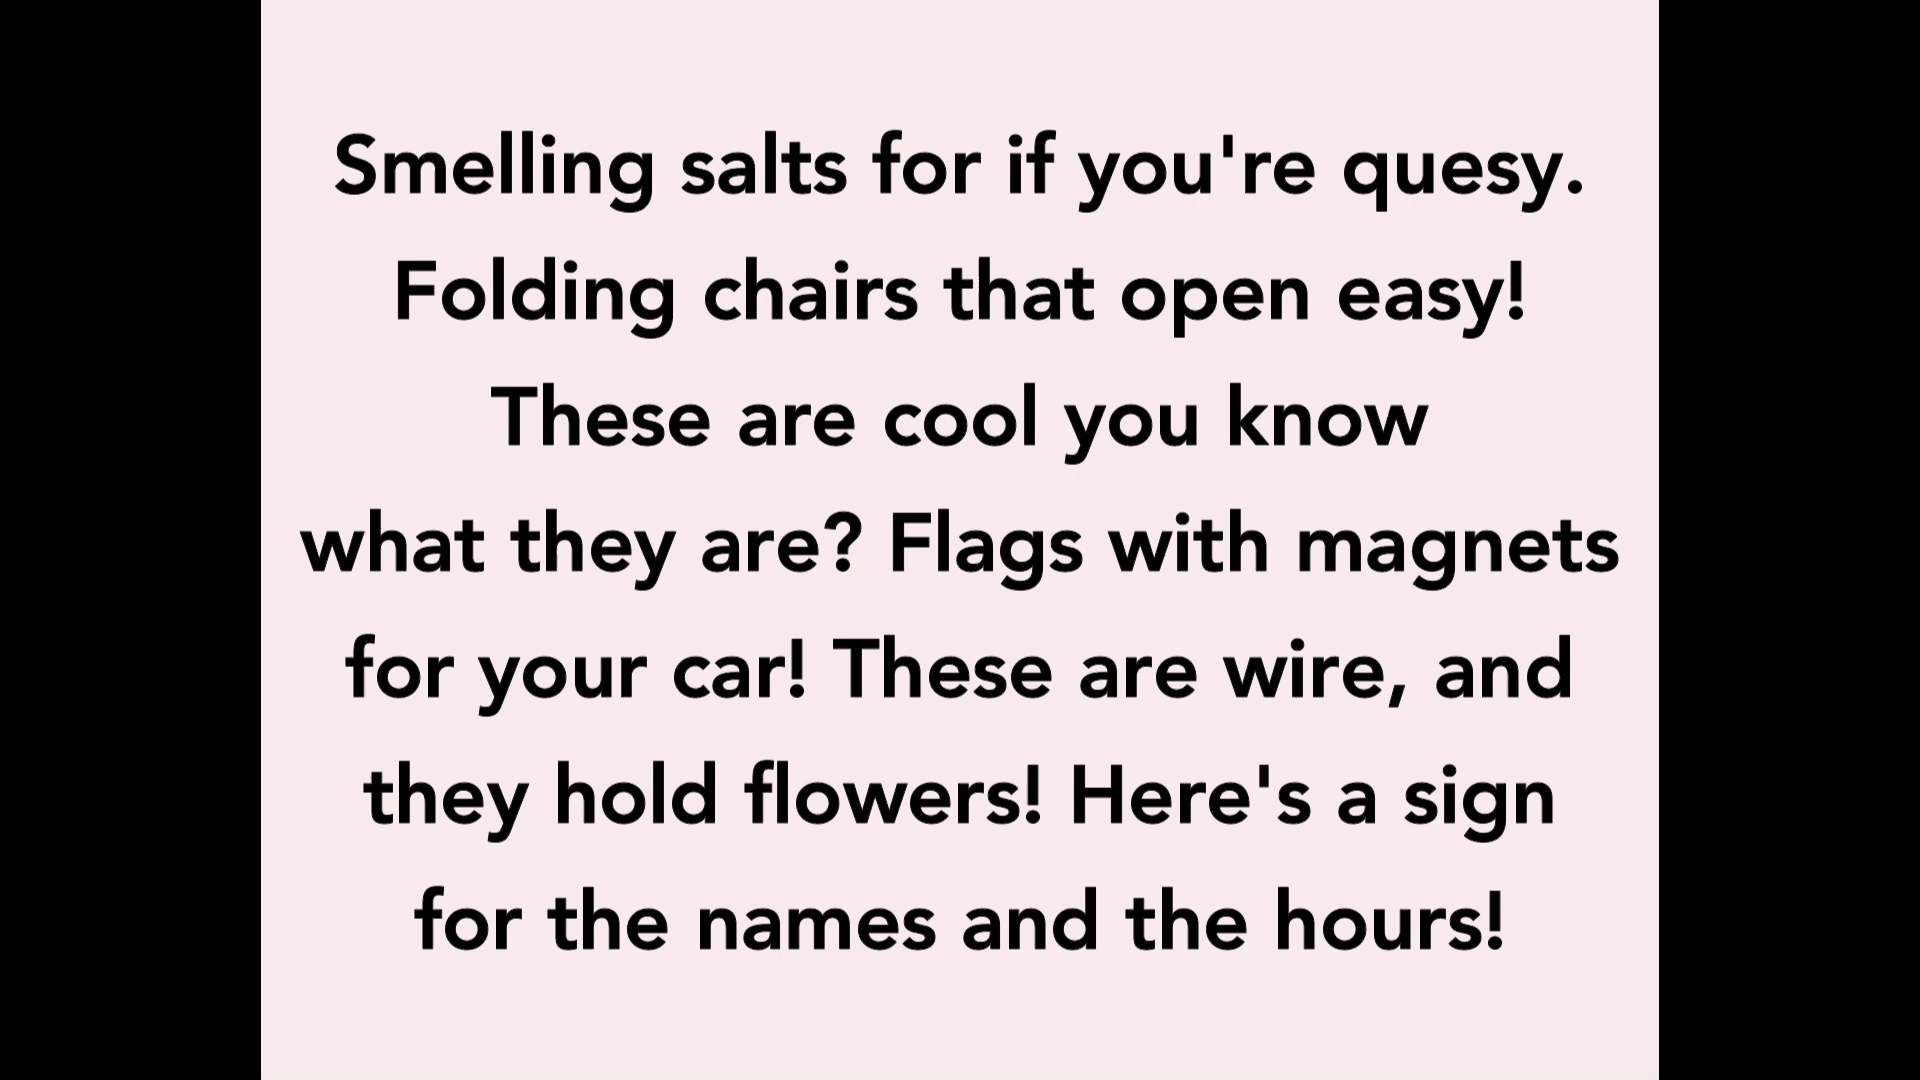 Smelling salts for if you're quesy.
Folding chairs that open easy!
These are cool you know
what they are? Flags with magnets
for your car! These are wire, and
they hold flowers! Here's a sign
for the names and the hours!